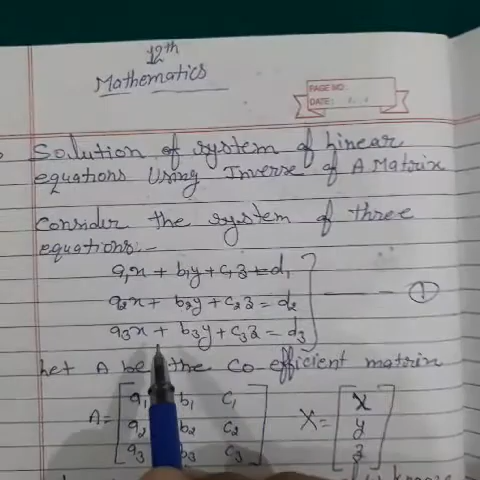 12th
Mathematics
PAGE NO:
DATE:
Solution of system of Linear
equations Using Inverse of A Matrix
Consider the system of three
equations:-
a₁x + b₁y + c₁z = d₁
a₂x + b₂y + c₂z = d₂
a₃x + b₃y + c₃z = d₃ ①
Let A be the Co-efficient matrix
A = [a₁ b₁ c₁ X = [x
a₂ b₂ c₂ y
a₃ b₃ c₃] z]